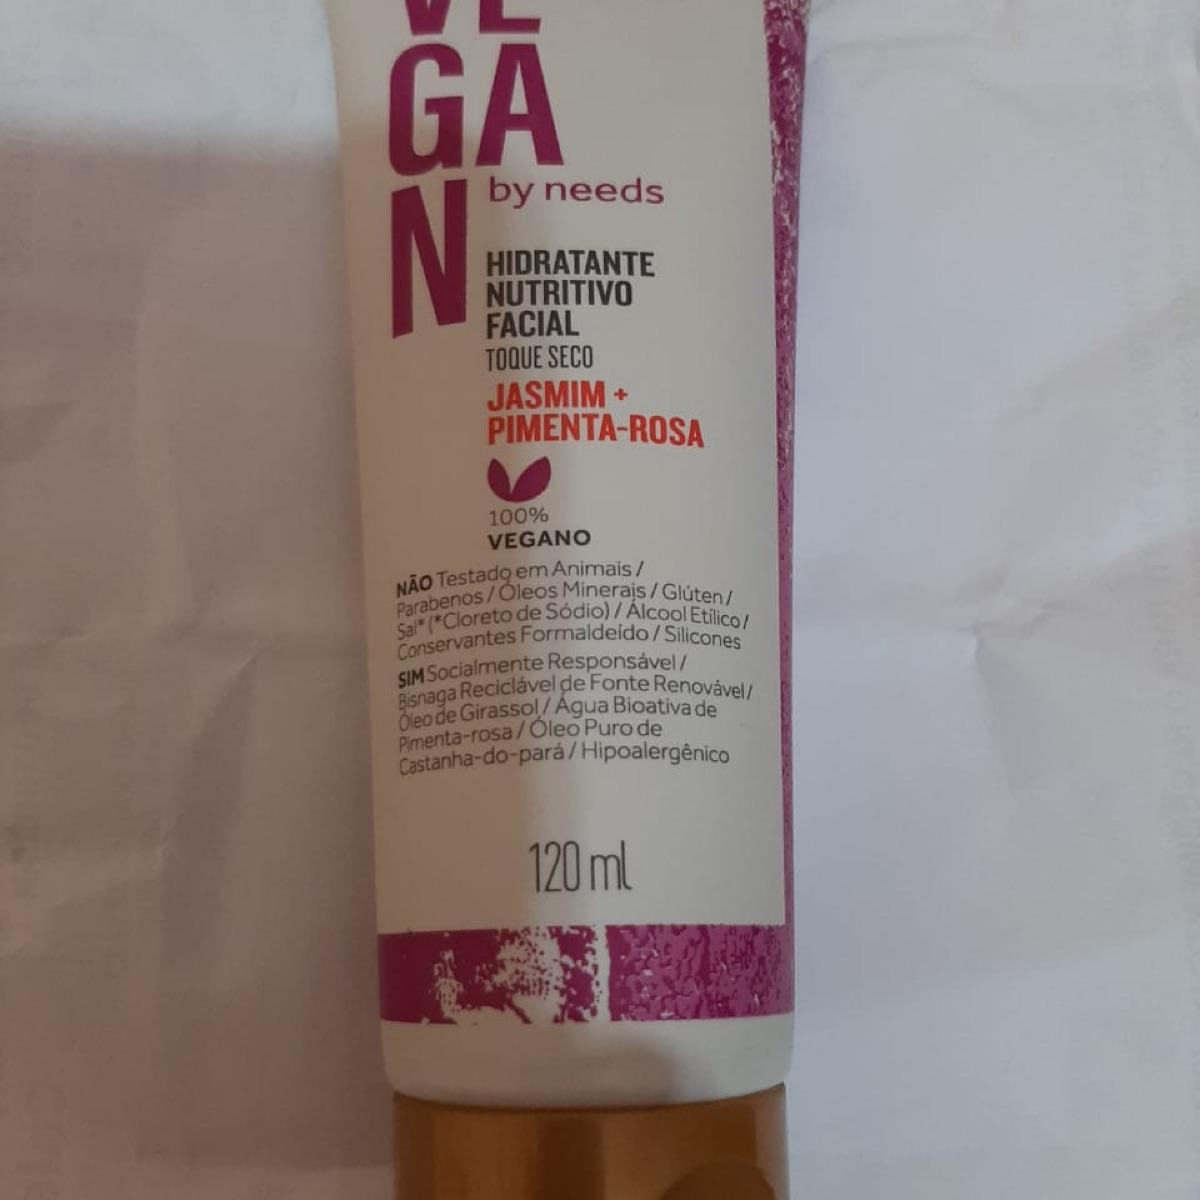 VE
GA
N
by needs
HIDRATANTE
NUTRITIVO
FACIAL
TOQUE SECO
JASMIM +
PIMENTA-ROSA
100%
VEGANO
NÃO Testado em Animais /
Parabenos / Óleos Minerais / Glúten /
Sal* (*Cloreto de Sódio) / Álcool Etílico /
Conservantes Formaldeído / Silicones
SIM Socialmente Responsável /
Bisnaga Reciclável de Fonte Renovável /
Óleo de Girassol / Água Bioativa de
Pimenta-rosa / Óleo Puro de
Castanha-do-pará / Hipoalergênico
120 ml